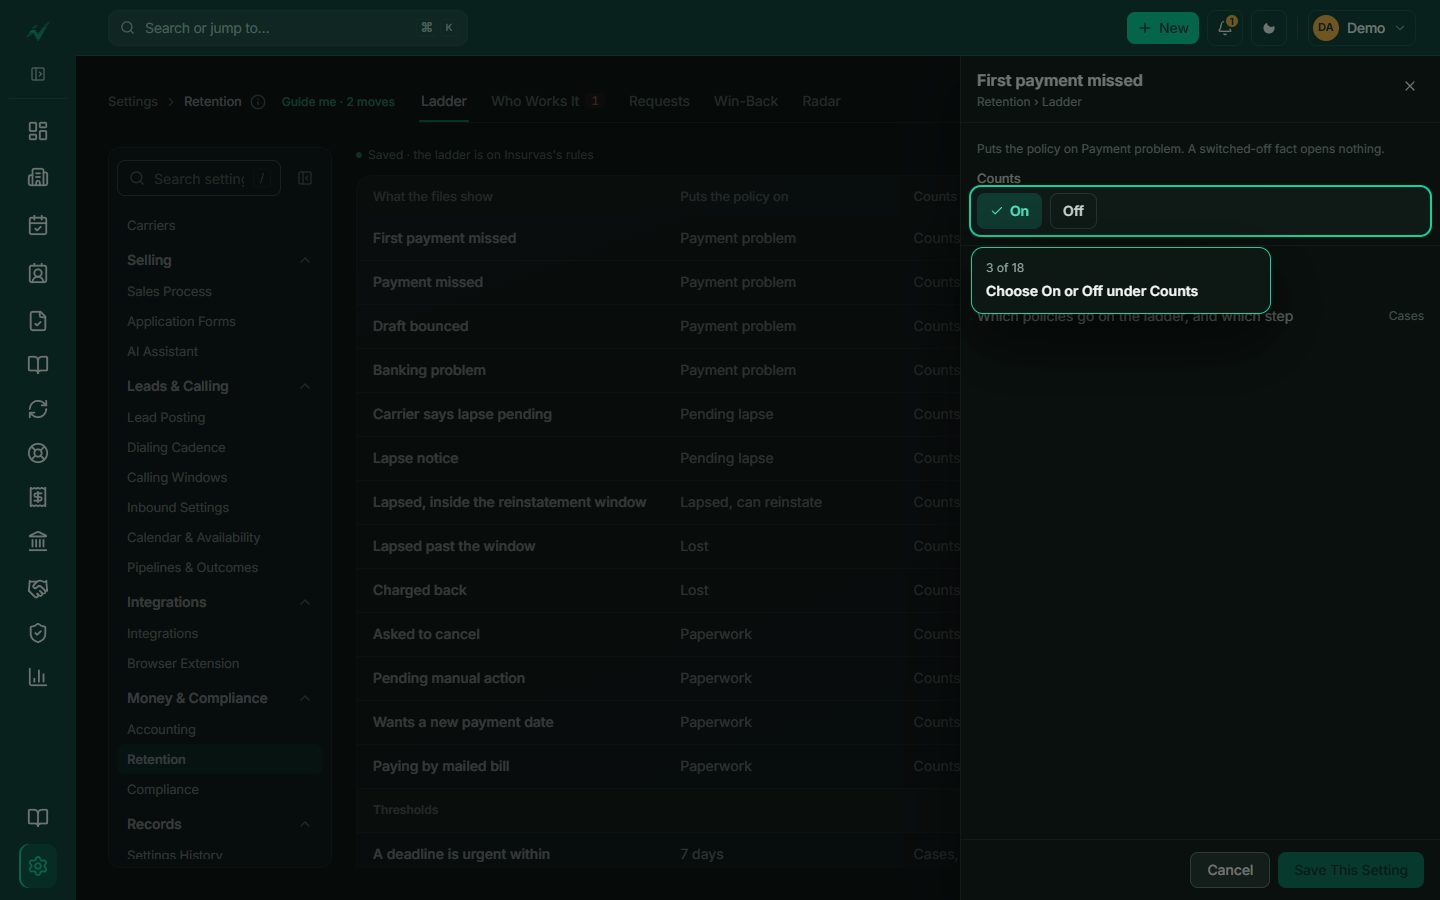 Search or jump to...
⌘ K
New
1
DA
Demo
Settings
Retention
Guide me · 2 moves
Ladder
Who Works It 1
Requests
Win-Back
Radar
Search setting
/
Carriers
Selling
Sales Process
Application Forms
AI Assistant
Leads & Calling
Lead Posting
Dialing Cadence
Calling Windows
Inbound Settings
Calendar & Availability
Pipelines & Outcomes
Integrations
Integrations
Browser Extension
Money & Compliance
Accounting
Retention
Compliance
Records
Settings History
Saved · the ladder is on Insurvas's rules
What the files show Puts the policy on Counts
First payment missed Payment problem Counts
Payment missed Payment problem Counts
Draft bounced Payment problem Counts
Banking problem Payment problem Counts
Carrier says lapse pending Pending lapse Counts
Lapse notice Pending lapse Counts
Lapsed, inside the reinstatement window Lapsed, can reinstate Counts
Lapsed past the window Lost Counts
Charged back Lost Counts
Asked to cancel Paperwork Counts
Pending manual action Paperwork Counts
Wants a new payment date Paperwork Counts
Paying by mailed bill Paperwork Counts
Thresholds
A deadline is urgent within 7 days Cases,
First payment missed
Retention › Ladder
Puts the policy on Payment problem. A switched-off fact opens nothing.
Counts
On
Off
3 of 18
Choose On or Off under Counts
Which policies go on the ladder, and which step Cases
Cancel
Save This Setting